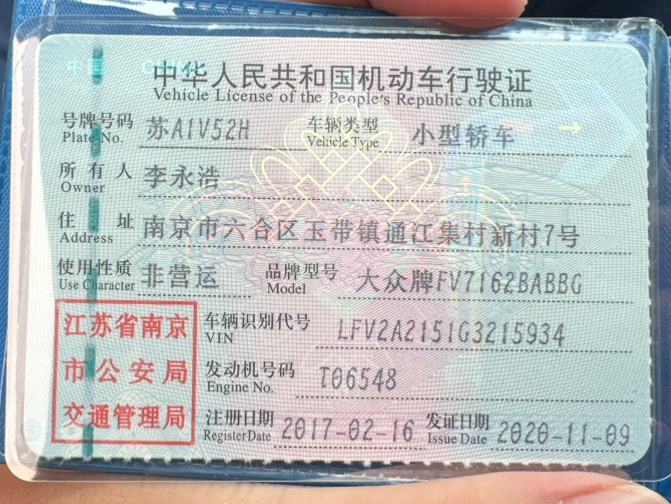 中国 CHINA
中华人民共和国机动车行驶证
Vehicle License of the People's Republic of China
号牌号码 苏A1V52H 车辆类型 小型轿车
Plate No. Vehicle Type
所有人 李永浩
Owner
住址 南京市六合区玉带镇通江集村新村7号
Address
使用性质 非营运 品牌型号 大众牌FV7162BABBG
Use Character Model
江苏省南京 车辆识别代号 LFV2A2151G3215934
VIN
市公安局 发动机号码 T06548
Engine No.
交通管理局 注册日期 2017-02-16 发证日期 2020-11-09
Register Date Issue Date